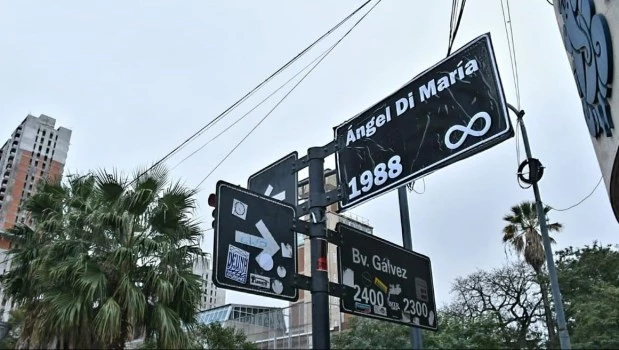 Ángel Di María
1988
Bv. Gálvez
2400 2300